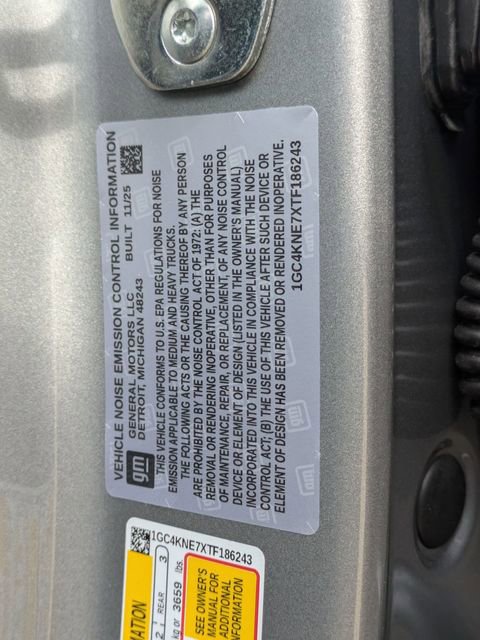 VEHICLE NOISE EMISSION CONTROL INFORMATION
gm
GENERAL MOTORS LLC
BUILT 11/25
DETROIT, MICHIGAN 48243
THIS VEHICLE CONFORMS TO U.S. EPA REGULATIONS FOR NOISE
EMISSION APPLICABLE TO MEDIUM AND HEAVY TRUCKS.
THE FOLLOWING ACTS OR THE CAUSING THEREOF BY ANY PERSON
ARE PROHIBITED BY THE NOISE CONTROL ACT OF 1972: (A) THE
REMOVAL OR RENDERING INOPERATIVE, OTHER THAN FOR PURPOSES
OF MAINTENANCE, REPAIR, OR REPLACEMENT, OF ANY NOISE CONTROL
DEVICE OR ELEMENT OF DESIGN (LISTED IN THE OWNER'S MANUAL)
INCORPORATED INTO THIS VEHICLE IN COMPLIANCE WITH THE NOISE
CONTROL ACT; (B) THE USE OF THIS VEHICLE AFTER SUCH DEVICE OR
ELEMENT OF DESIGN HAS BEEN REMOVED OR RENDERED INOPERATIVE.
1GC4KNE7XTF186243
1GC4KNE7XTF186243
REAR 3
kg or 3659 lbs.
SEE OWNER'S
MANUAL FOR
ADDITIONAL
INFORMATION